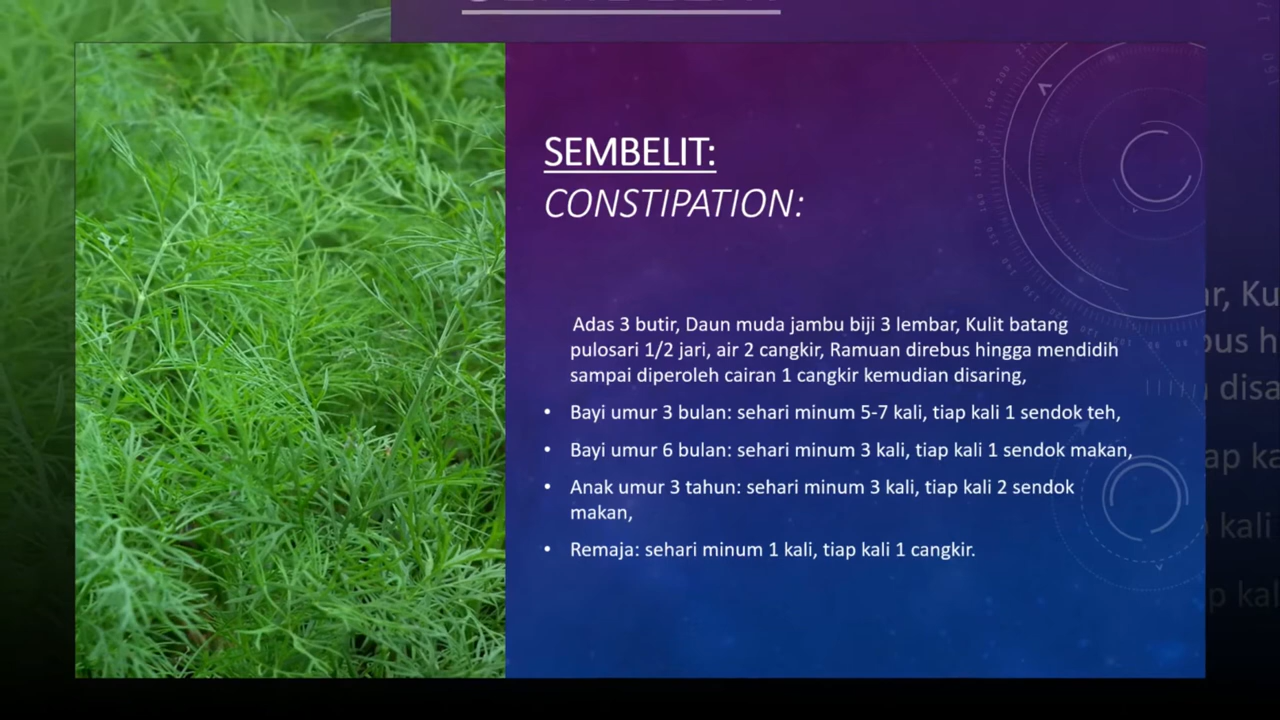 SEMBELIT:
CONSTIPATION:
Adas 3 butir, Daun muda jambu biji 3 lembar, Kulit batang
pulosari 1/2 jari, air 2 cangkir, Ramuan direbus hingga mendidih
sampai diperoleh cairan 1 cangkir kemudian disaring,
• Bayi umur 3 bulan: sehari minum 5-7 kali, tiap kali 1 sendok teh,
• Bayi umur 6 bulan: sehari minum 3 kali, tiap kali 1 sendok makan,
• Anak umur 3 tahun: sehari minum 3 kali, tiap kali 2 sendok
makan,
• Remaja: sehari minum 1 kali, tiap kali 1 cangkir.